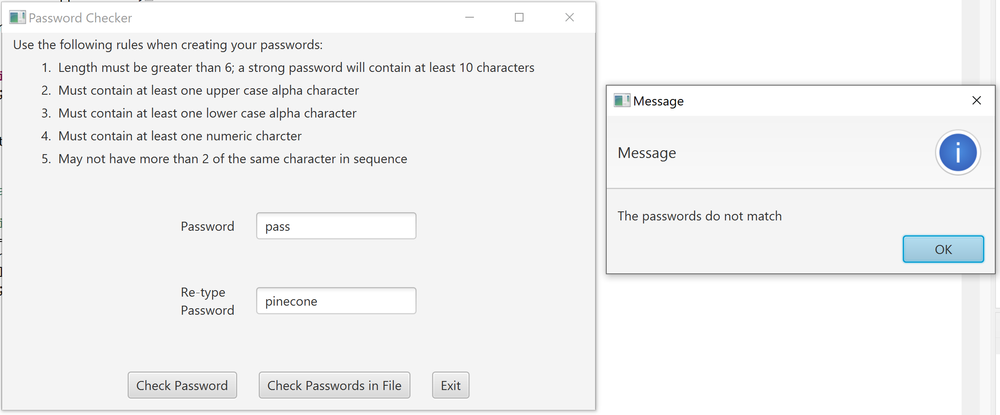 Password Checker
Use the following rules when creating your passwords:
1. Length must be greater than 6; a strong password will contain at least 10 characters
2. Must contain at least one upper case alpha character
3. Must contain at least one lower case alpha character
4. Must contain at least one numeric charcter
5. May not have more than 2 of the same character in sequence
Password
pass
Re-type
Password
pinecone
Check Password
Check Passwords in File
Exit
Message
Message
The passwords do not match
OK